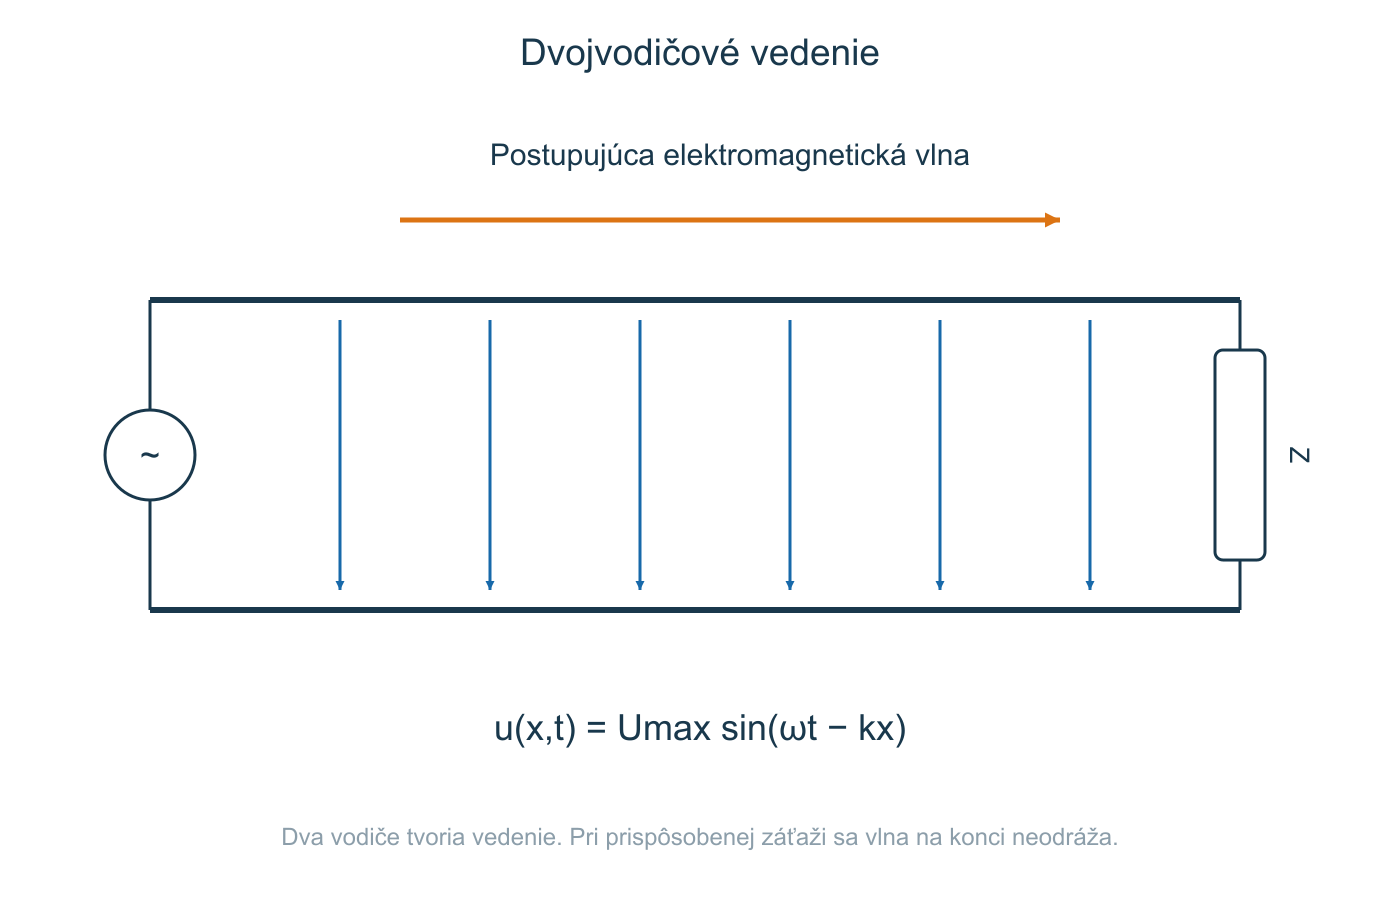 Dvojvodičové vedenie
Postupujúca elektromagnetická vlna
~
Z
u(x,t) = Umax sin(ωt − kx)
Dva vodiče tvoria vedenie. Pri prispôsobenej záťaži sa vlna na konci neodráža.